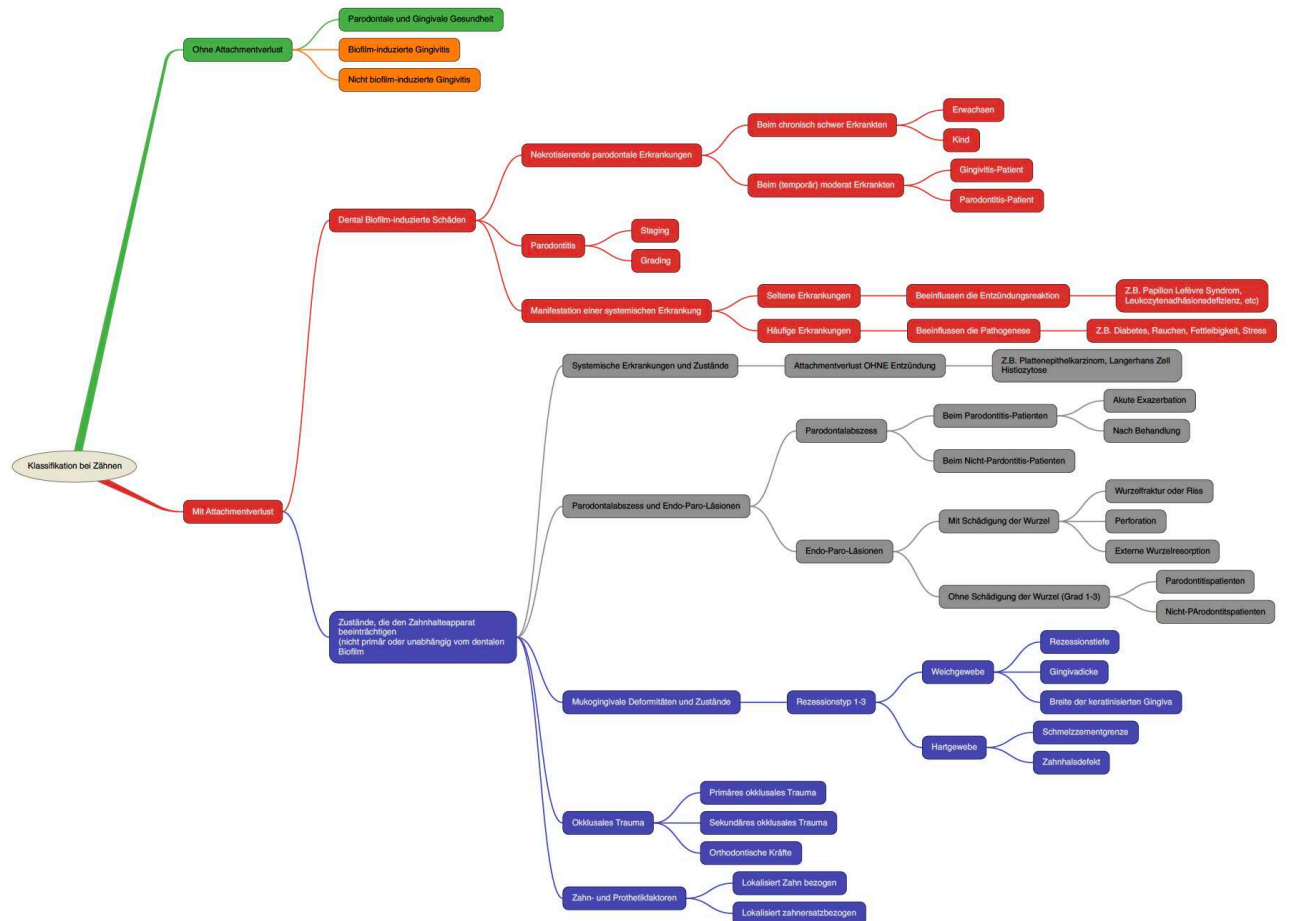 Parodontale und Gingivale Gesundheit
Ohne Attachmentverlust
Biofilm-induzierte Gingivitis
Nicht biofilm-induzierte Gingivitis
Erwachsen
Beim chronisch schwer Erkrankten
Kind
Nekrotisierende parodontale Erkrankungen
Gingivitis-Patient
Beim (temporär) moderat Erkrankten
Parodontitis-Patient
Dental Biofilm-induzierte Schäden
Staging
Parodontitis
Grading
Seltene Erkrankungen
Beeinflussen die Entzündungsreaktion
Z.B. Papillon Lefèvre Syndrom,
Leukozytenadhäsionsdefizienz, etc)
Manifestation einer systemischen Erkrankung
Häufige Erkrankungen
Beeinflussen die Pathogenese
Z.B. Diabetes, Rauchen, Fettleibigkeit, Stress
Systemische Erkrankungen und Zustände
Attachmentverlust OHNE Entzündung
Z.B. Plattenepithelkarzinom, Langerhans Zell
Histiozytose
Akute Exazerbation
Beim Parodontitis-Patienten
Nach Behandlung
Parodontalabszess
Beim Nicht-Pardontitis-Patienten
Klassifikation bei Zähnen
Mit Attachmentverlust
Parodontalabszess und Endo-Paro-Läsionen
Wurzelfraktur oder Riss
Mit Schädigung der Wurzel
Perforation
Endo-Paro-Läsionen
Externe Wurzelresorption
Parodontitispatienten
Ohne Schädigung der Wurzel (Grad 1-3)
Nicht-PArodontitspatienten
Zustände, die den Zahnhalteapparat
beeinträchtigen
(nicht primär oder unabhängig vom dentalen
Biofilm
Rezessionstiefe
Weichgewebe
Gingivadicke
Breite der keratinisierten Gingiva
Mukogingivale Deformitäten und Zustände
Rezessionstyp 1-3
Schmelzzementgrenze
Hartgewebe
Zahnhalsdefekt
Primäres okklusales Trauma
Okklusales Trauma
Sekundäres okklusales Trauma
Orthodontische Kräfte
Lokalisiert Zahn bezogen
Zahn- und Prothetikfaktoren
Lokalisiert zahnersatzbezogen